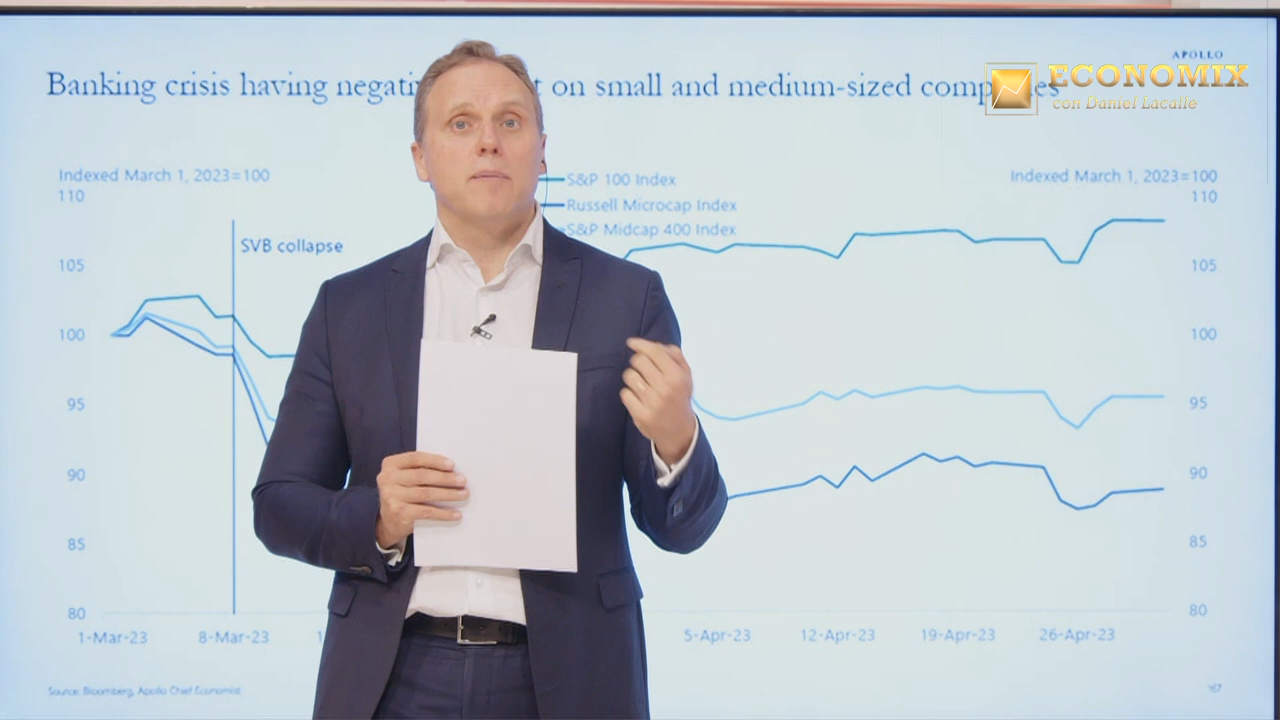 APOLLO
Banking crisis having negati t on small and medium-sized comp es
ECONOMIX
con Daniel Lacalle
Indexed March 1, 2023=100
Indexed March 1, 2023=100
S&P 100 Index
Russell Microcap Index
S&P Midcap 400 Index
SVB collapse
110
105
100
95
90
85
80
110
105
100
95
90
85
80
1-Mar-23
8-Mar-23
1
5-Apr-23
12-Apr-23
19-Apr-23
26-Apr-23
Source: Bloomberg, Apollo Chief Economist
167